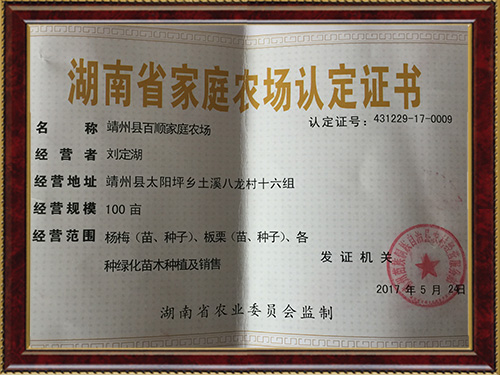 湖南省家庭农场认定证书
认定证号：431229-17-0009
名称 靖州县百顺家庭农场
经营者 刘定湖
经营地址 靖州县太阳坪乡土溪八龙村十六组
经营规模 100亩
经营范围 杨梅（苗、种子）、板栗（苗、种子）、各
种绿化苗木种植及销售
发证机关
2017年5月2日
湖南省农业委员会监制